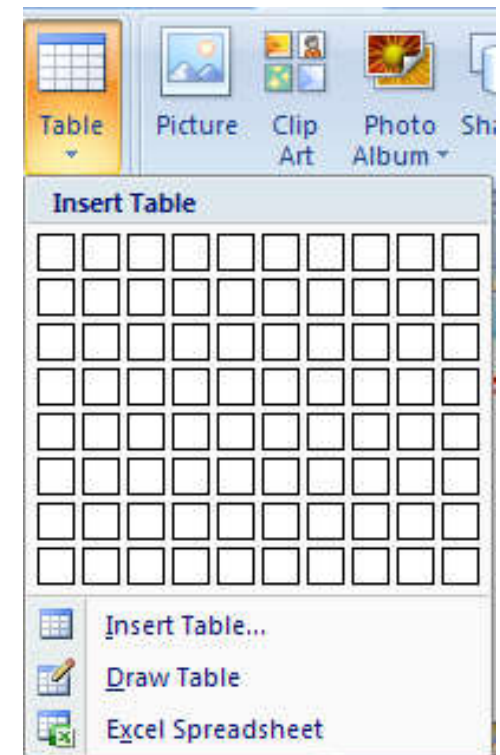 Table Picture Clip Art Photo Album
Insert Table
Insert Table...
Draw Table
Excel Spreadsheet